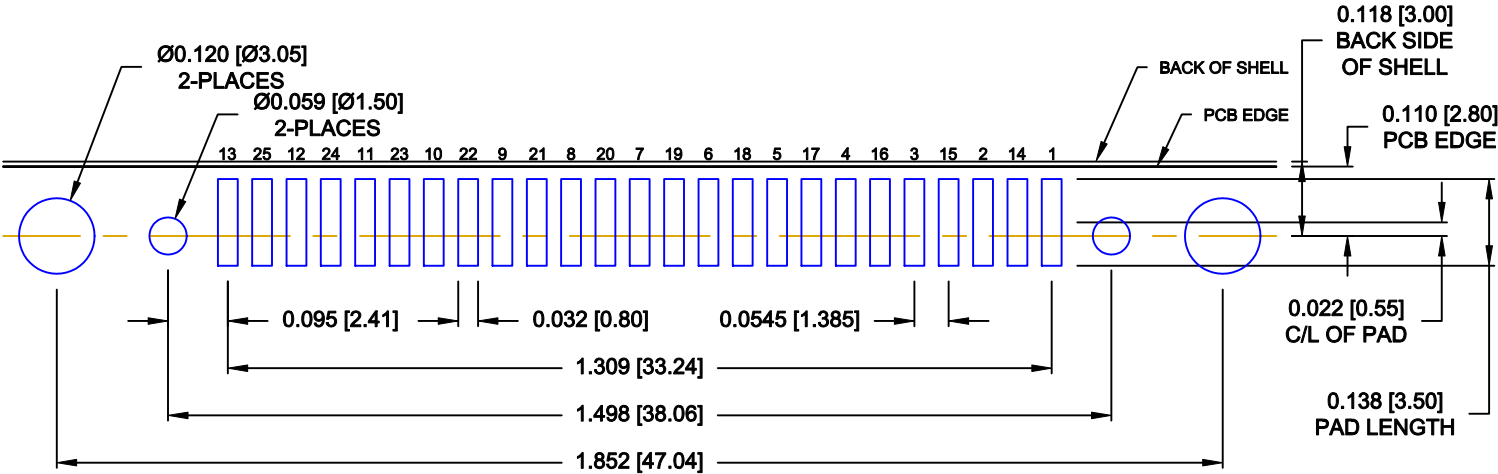 Ø0.120 [Ø3.05]
2-PLACES
Ø0.059 [Ø1.50]
2-PLACES
0.118 [3.00]
BACK SIDE
OF SHELL
BACK OF SHELL
PCB EDGE
0.110 [2.80]
PCB EDGE
13 25 12 24 11 23 10 22 9 21 8 20 7 19 6 18 5 17 4 16 3 15 2 14 1
0.095 [2.41]
0.032 [0.80]
0.0545 [1.385]
0.022 [0.55]
C/L OF PAD
1.309 [33.24]
0.138 [3.50]
PAD LENGTH
1.498 [38.06]
1.852 [47.04]